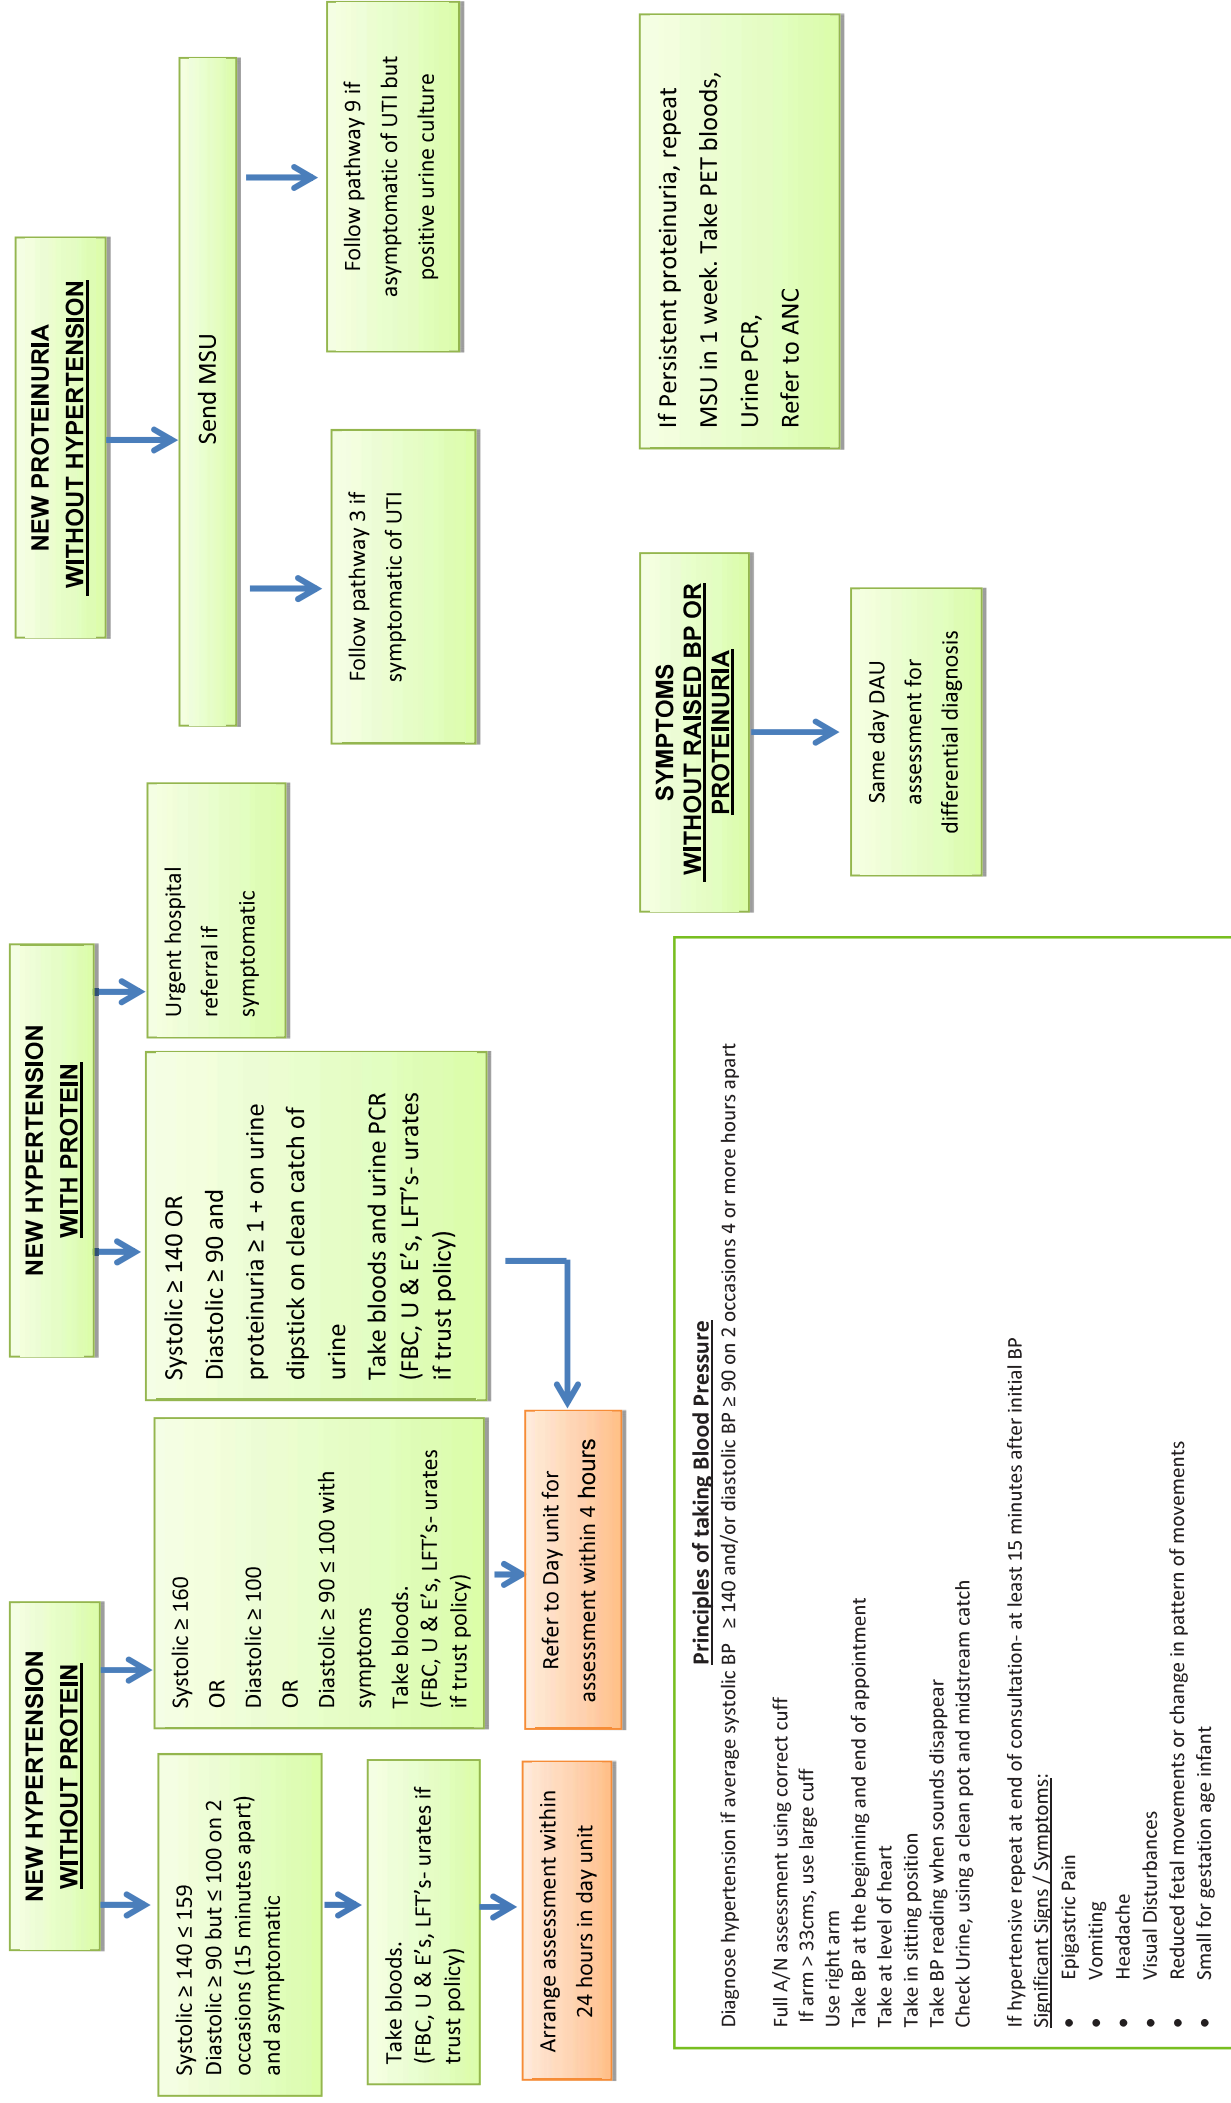 NEW HYPERTENSION
WITHOUT PROTEIN
Systolic ≥ 140 ≤ 159
Diastolic ≥ 90 but ≤ 100 on 2
occasions (15 minutes apart)
and asymptomatic
Take bloods.
(FBC, U & E’s, LFT’s- urates if
trust policy)
Arrange assessment within
24 hours in day unit
Systolic ≥ 160
OR
Diastolic ≥ 100
OR
Diastolic ≥ 90 ≤ 100 with
symptoms
Take bloods.
(FBC, U & E’s, LFT’s- urates
if trust policy)
Refer to Day unit for
assessment within 4 hours
NEW HYPERTENSION
WITH PROTEIN
Systolic ≥ 140 OR
Diastolic ≥ 90 and
proteinuria ≥ 1 + on urine
dipstick on clean catch of
urine
Take bloods and urine PCR
(FBC, U & E’s, LFT’s- urates
if trust policy)
Urgent hospital
referral if
symptomatic
NEW PROTEINURIA
WITHOUT HYPERTENSION
Send MSU
Follow pathway 3 if
symptomatic of UTI
Follow pathway 9 if
asymptomatic of UTI but
positive urine culture
Principles of taking Blood Pressure
Diagnose hypertension if average systolic BP ≥ 140 and/or diastolic BP ≥ 90 on 2 occasions 4 or more hours apart
Full A/N assessment using correct cuff
If arm > 33cms, use large cuff
Use right arm
Take BP at the beginning and end of appointment
Take at level of heart
Take in sitting position
Take BP reading when sounds disappear
Check Urine, using a clean pot and midstream catch
If hypertensive repeat at end of consultation- at least 15 minutes after initial BP
Significant Signs / Symptoms:
• Epigastric Pain
• Vomiting
• Headache
• Visual Disturbances
• Reduced fetal movements or change in pattern of movements
• Small for gestation age infant
SYMPTOMS
WITHOUT RAISED BP OR
PROTEINURIA
Same day DAU
assessment for
differential diagnosis
If Persistent proteinuria, repeat
MSU in 1 week. Take PET bloods,
Urine PCR,
Refer to ANC